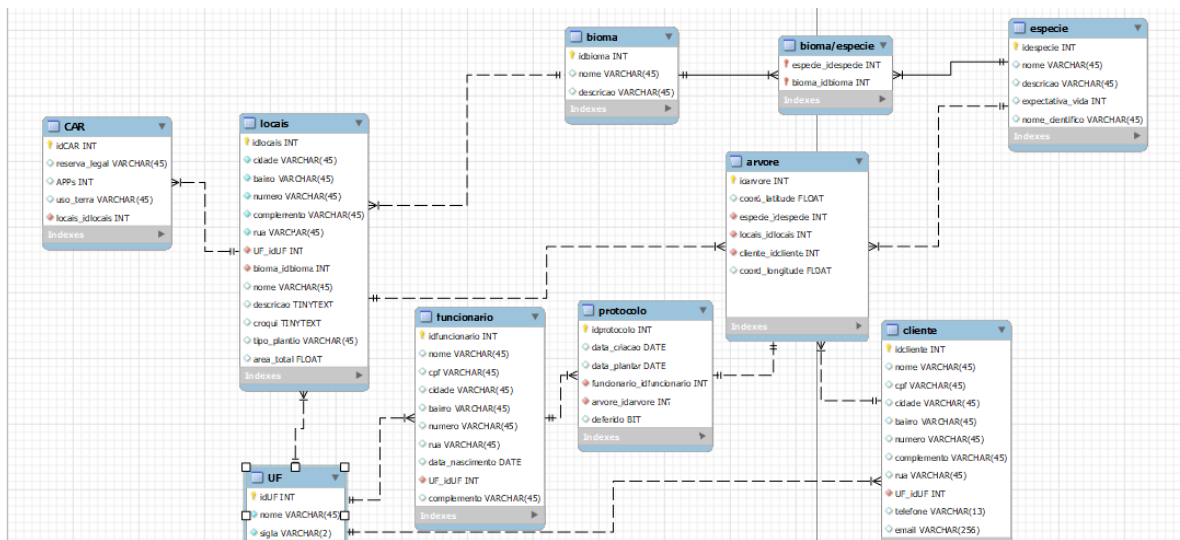 bioma
idbioma INT
nome VARCHAR(45)
descricao VARCHAR(45)
Indexes
bioma/especie
especie_idespecie INT
bioma_idbioma INT
Indexes
especie
idespecie INT
nome VARCHAR(45)
descricao VARCHAR(45)
expectativa_vida INT
nome_cientifico VARCHAR(45)
Indexes
CAR
idCAR INT
reserva_legal VARCHAR(45)
APPs INT
uso_terra VARCHAR(45)
locais_idlocais INT
Indexes
locais
idlocais INT
cidade VARCHAR(45)
bairro VARCHAR(45)
numero VARCHAR(45)
complemento VARCHAR(45)
rua VARCHAR(45)
UF_idUF INT
bioma_idbioma INT
nome VARCHAR(45)
descricao TINYTEXT
croqui TINYTEXT
tipo_plantio VARCHAR(45)
area_total FLOAT
Indexes
arvore
idarvore INT
coord_latitude FLOAT
especie_idespecie INT
locais_idlocais INT
cliente_idcliente INT
coord_longitude FLOAT
Indexes
funcionario
idfuncionario INT
nome VARCHAR(45)
cpf VARCHAR(45)
cidade VARCHAR(45)
bairro VARCHAR(45)
numero VARCHAR(45)
rua VARCHAR(45)
data_nascimento DATE
UF_idUF INT
complemento VARCHAR(45)
Indexes
protocolo
idprotocolo INT
data_criacao DATE
data_plantar DATE
funcionario_idfuncionario INT
arvore_idarvore INT
deferido BIT
Indexes
cliente
idcliente INT
nome VARCHAR(45)
cpf VARCHAR(45)
cidade VARCHAR(45)
bairro VARCHAR(45)
numero VARCHAR(45)
complemento VARCHAR(45)
rua VARCHAR(45)
UF_idUF INT
telefone VARCHAR(13)
email VARCHAR(256)
UF
idUF INT
nome VARCHAR(45)
sigla VARCHAR(2)